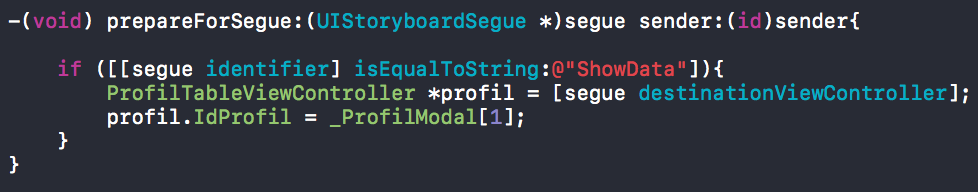 -(void) prepareForSegue:(UIStoryboardSegue *)segue sender:(id)sender{
if ([[segue identifier] isEqualToString:@"ShowData"]){
ProfilTableViewController *profil = [segue destinationViewController];
profil.IdProfil = _ProfilModal[1];
}
}